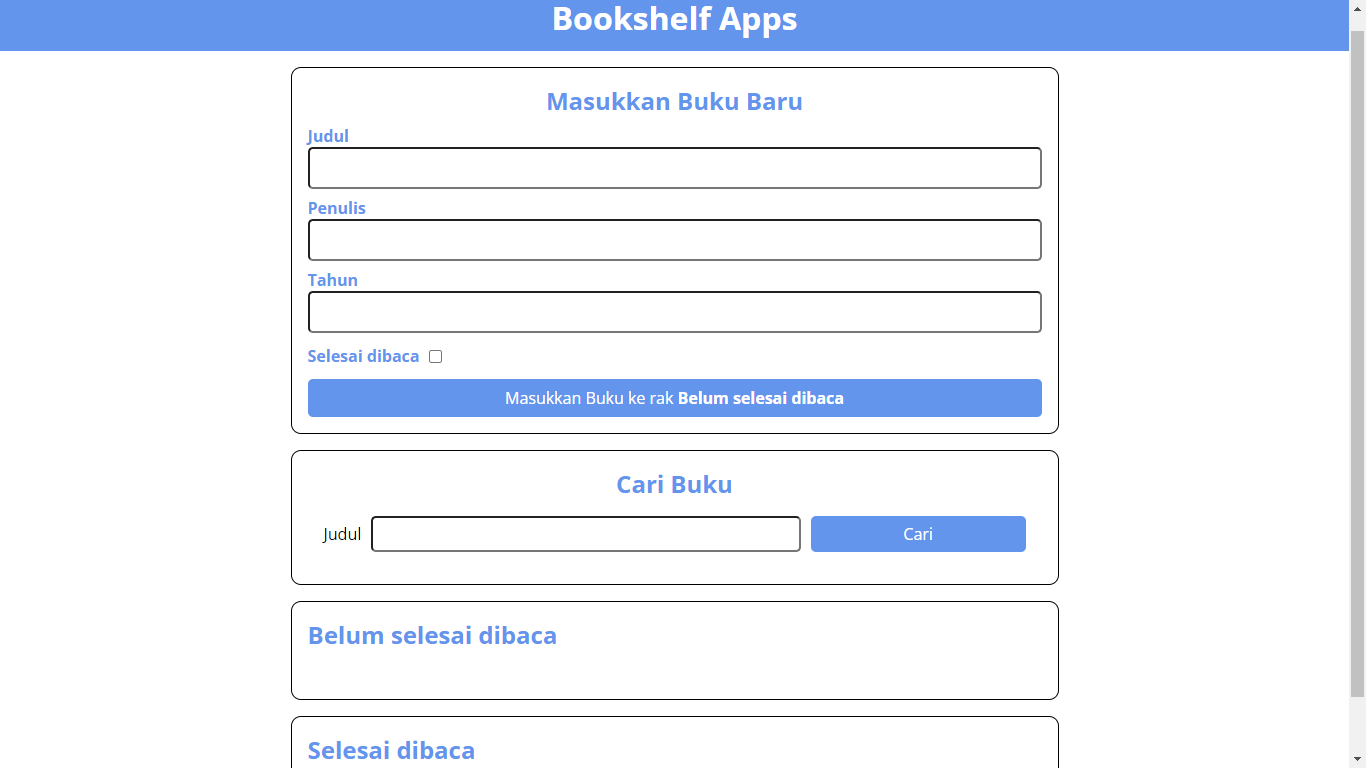 Bookshelf Apps
Masukkan Buku Baru
Judul
Penulis
Tahun
Selesai dibaca
Masukkan Buku ke rak Belum selesai dibaca
Cari Buku
Judul
Cari
Belum selesai dibaca
Selesai dibaca